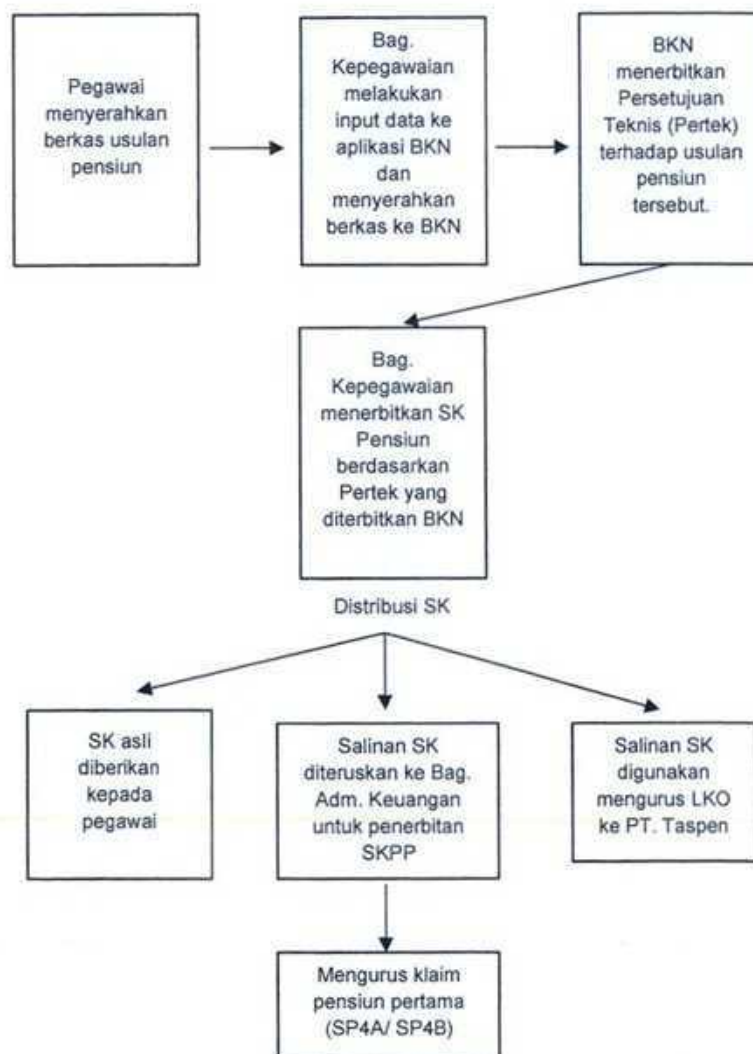 Pegawai
menyerahkan
berkas usulan
pensiun
Bag.
Kepegawaian
melakukan
input data ke
aplikasi BKN
dan
menyerahkan
berkas ke BKN
BKN
menerbitkan
Persetujuan
Teknis (Pertek)
terhadap usulan
pensiun
tersebut.
Bag.
Kepegawaian
menerbitkan SK
Pensiun
berdasarkan
Pertek yang
diterbitkan BKN
Distribusi SK
SK asli
diberikan
kepada
pegawai
Salinan SK
diteruskan ke Bag.
Adm. Keuangan
untuk penerbitan
SKPP
Salinan SK
digunakan
mengurus LKO
ke PT. Taspen
Mengurus klaim
pensiun pertama
(SP4A/ SP4B)